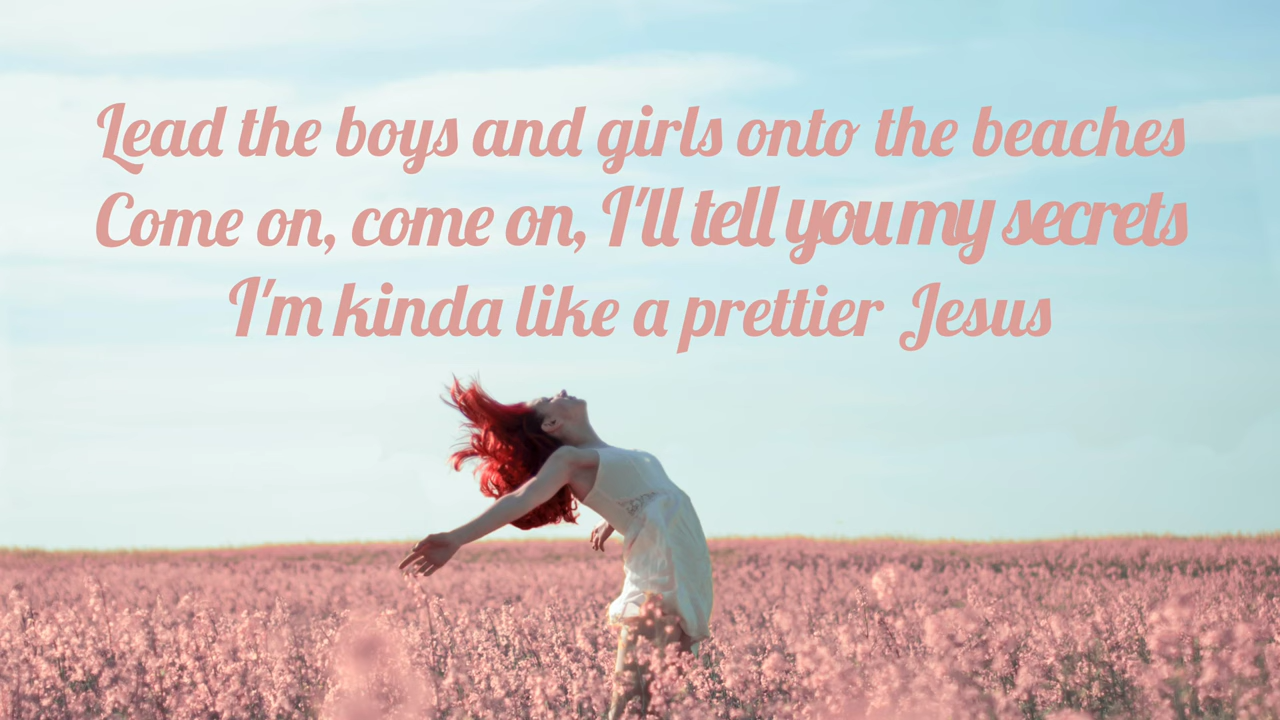 Lead the boys and girls onto the beaches
Come on, come on, I'll tell you my secrets
I'm kinda like a prettier Jesus